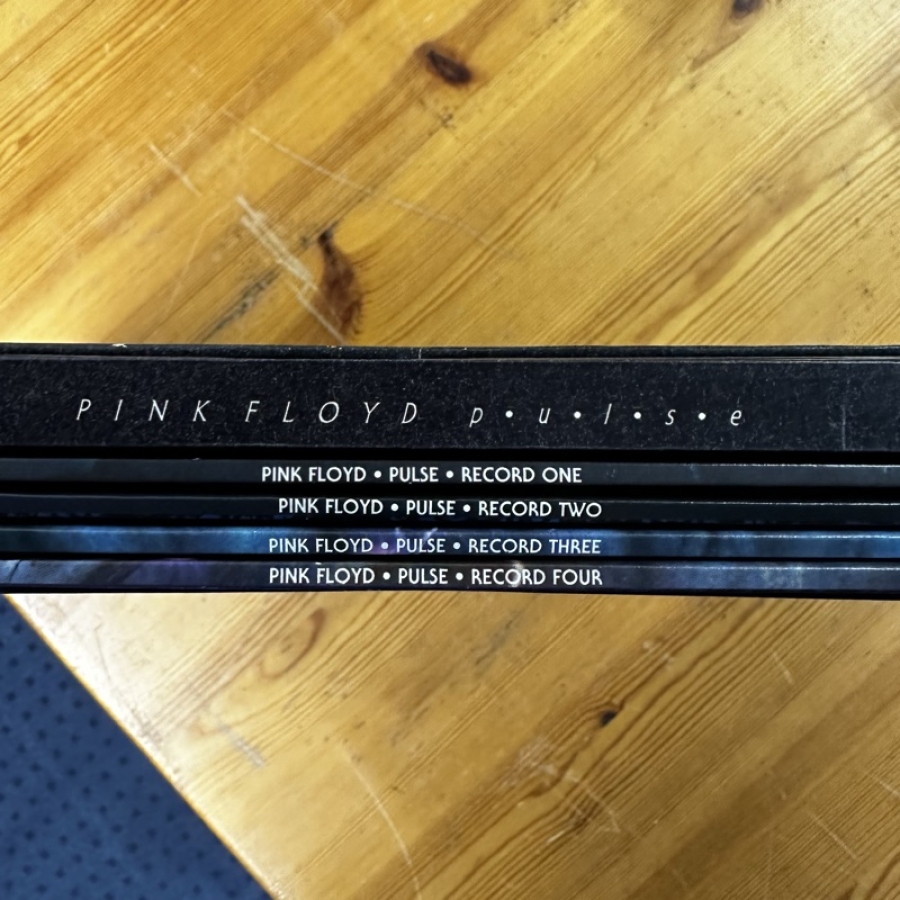 PINK FLOYD p•u•l•s•e
PINK FLOYD • PULSE • RECORD ONE
PINK FLOYD • PULSE • RECORD TWO
PINK FLOYD • PULSE • RECORD THREE
PINK FLOYD • PULSE • RECORD FOUR